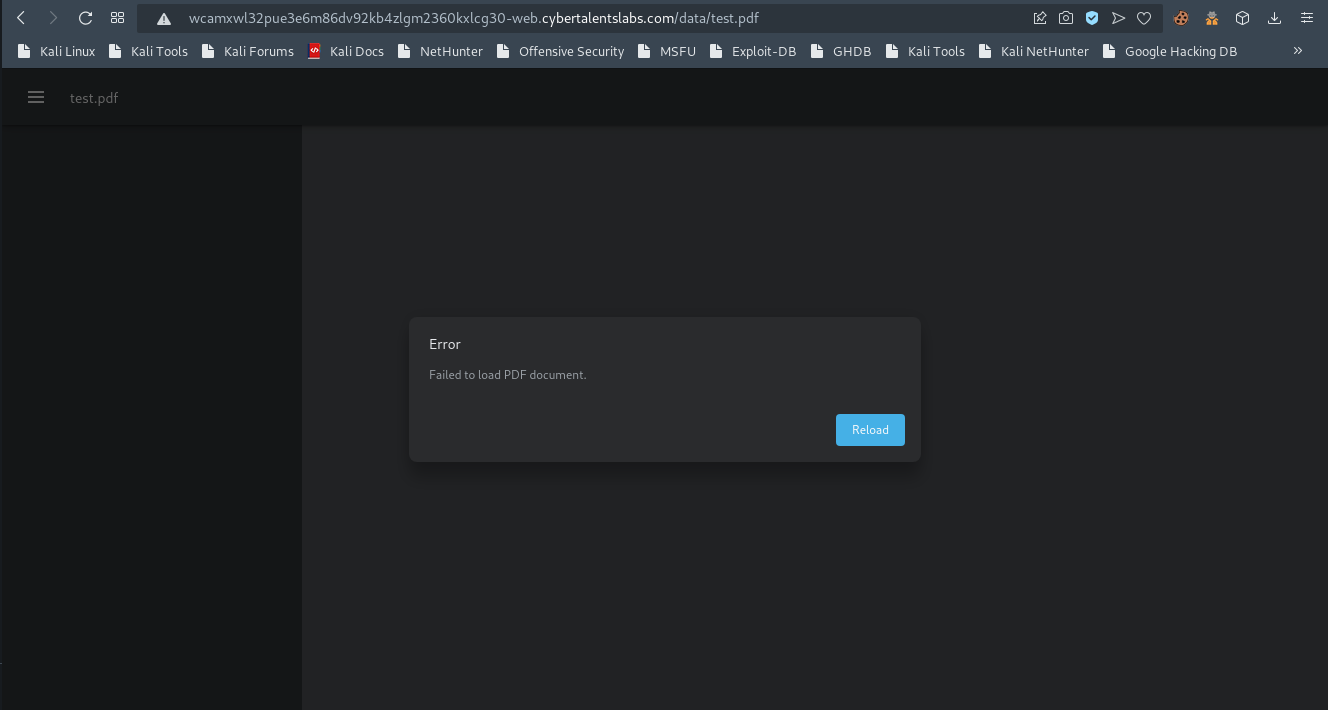 wcamxwl32pue3e6m86dv92kb4zlgm2360kxlcg30-web.cybertalentslabs.com/data/test.pdf
Kali Linux Kali Tools Kali Forums Kali Docs NetHunter Offensive Security MSFU Exploit-DB GHDB Kali Tools Kali NetHunter Google Hacking DB »
test.pdf
Error
Failed to load PDF document.
Reload